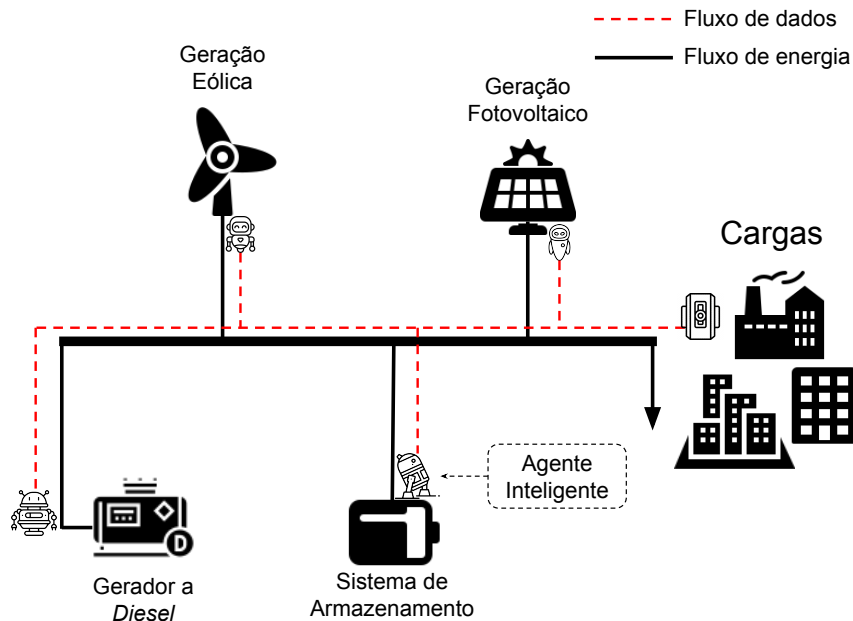 Fluxo de dados
Fluxo de energia
Geração
Eólica
Geração
Fotovoltaico
Cargas
Agente
Inteligente
D
Gerador a
Diesel
Sistema de
Armazenamento